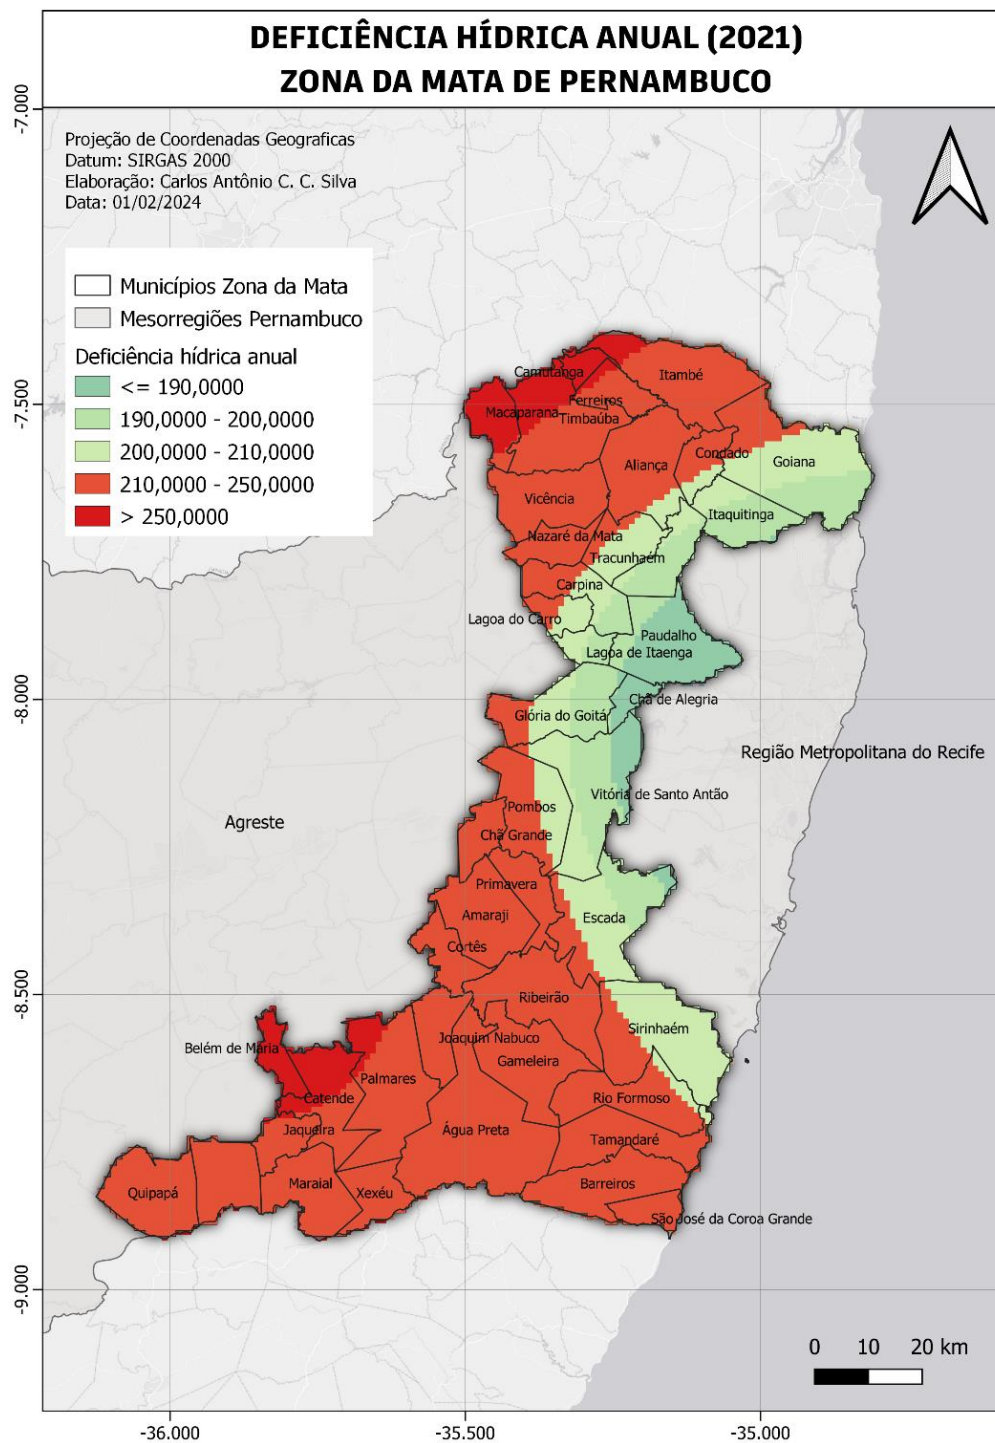 DEFICIÊNCIA HÍDRICA ANUAL (2021)
ZONA DA MATA DE PERNAMBUCO
Projeção de Coordenadas Geograficas
Datum: SIRGAS 2000
Elaboração: Carlos Antônio C. C. Silva
Data: 01/02/2024
Municípios Zona da Mata
Mesorregiões Pernambuco
Deficiência hídrica anual
<= 190,0000
190,0000 - 200,0000
200,0000 - 210,0000
210,0000 - 250,0000
> 250,0000
-7.000
-7.500
-8.000
-8.500
-9.000
Camutanga
Itambé
Ferreiros
Macaparana
Timbaúba
Condado
Goiana
Aliança
Vicência
Itaquitinga
Nazaré da Mata
Tracunhaém
Carpina
Lagoa do Carro
Paudalho
Lagoa de Itaenga
Chã de Alegria
Glória do Goitá
Região Metropolitana do Recife
Vitória de Santo Antão
Pombos
Agreste
Chã Grande
Primavera
Amaraji
Escada
Cortês
Ribeirão
Sirinhaém
Joaquim Nabuco
Belém de Maria
Gameleira
Palmares
Catende
Rio Formoso
Jaqueira
Água Preta
Tamandaré
Quipapá
Maraial
Xexéu
Barreiros
São José da Coroa Grande
0 10 20 km
-36.000
-35.500
-35.000